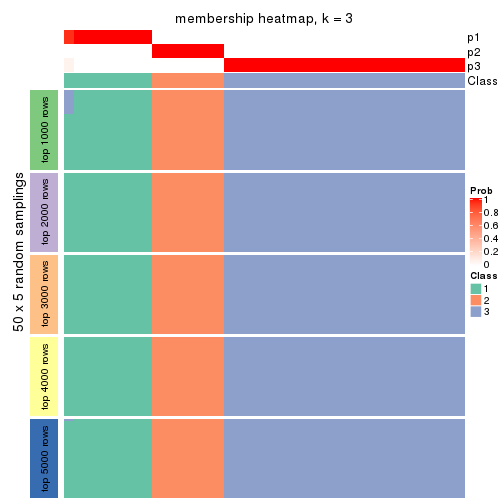 membership heatmap, k = 3
p1
p2
p3
Class
50 x 5 random samplings
top 1000 rows
top 2000 rows
top 3000 rows
top 4000 rows
top 5000 rows
Prob
1
0.8
0.6
0.4
0.2
0
Class
1
2
3